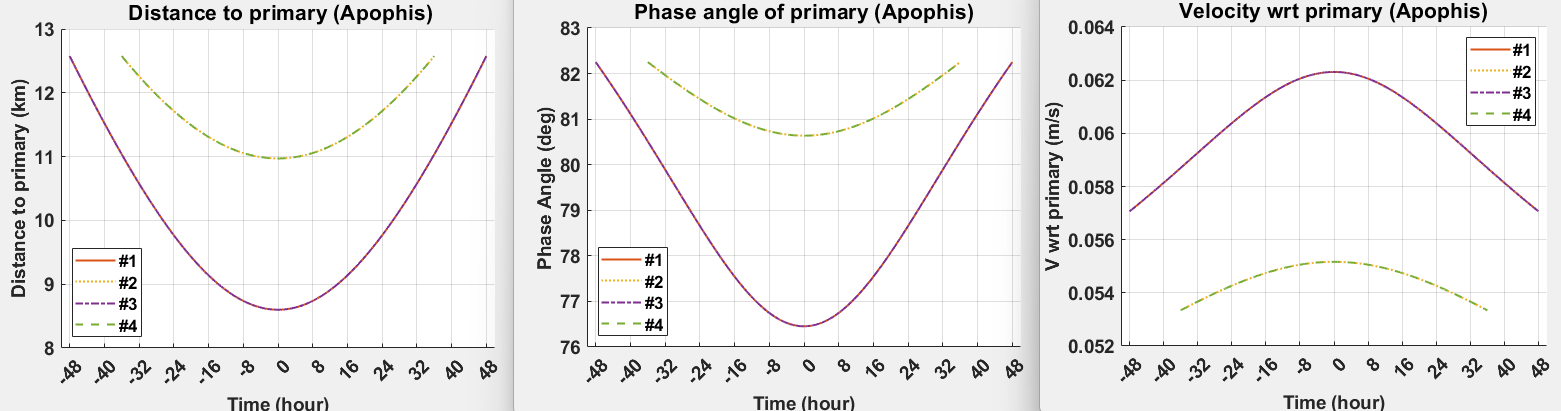 Distance to primary (Apophis)
Distance to primary (km)
13
12
11
10
9
8
#1
#2
#3
#4
-48 -40 -32 -24 -16 -8 0 8 16 24 32 40 48
Time (hour)
Phase angle of primary (Apophis)
Phase Angle (deg)
83
82
81
80
79
78
77
76
#1
#2
#3
#4
-48 -40 -32 -24 -16 -8 0 8 16 24 32 40 48
Time (hour)
Velocity wrt primary (Apophis)
V wrt primary (m/s)
0.064
0.062
0.06
0.058
0.056
0.054
0.052
#1
#2
#3
#4
-48 -40 -32 -24 -16 -8 0 8 16 24 32 40 48
Time (hour)